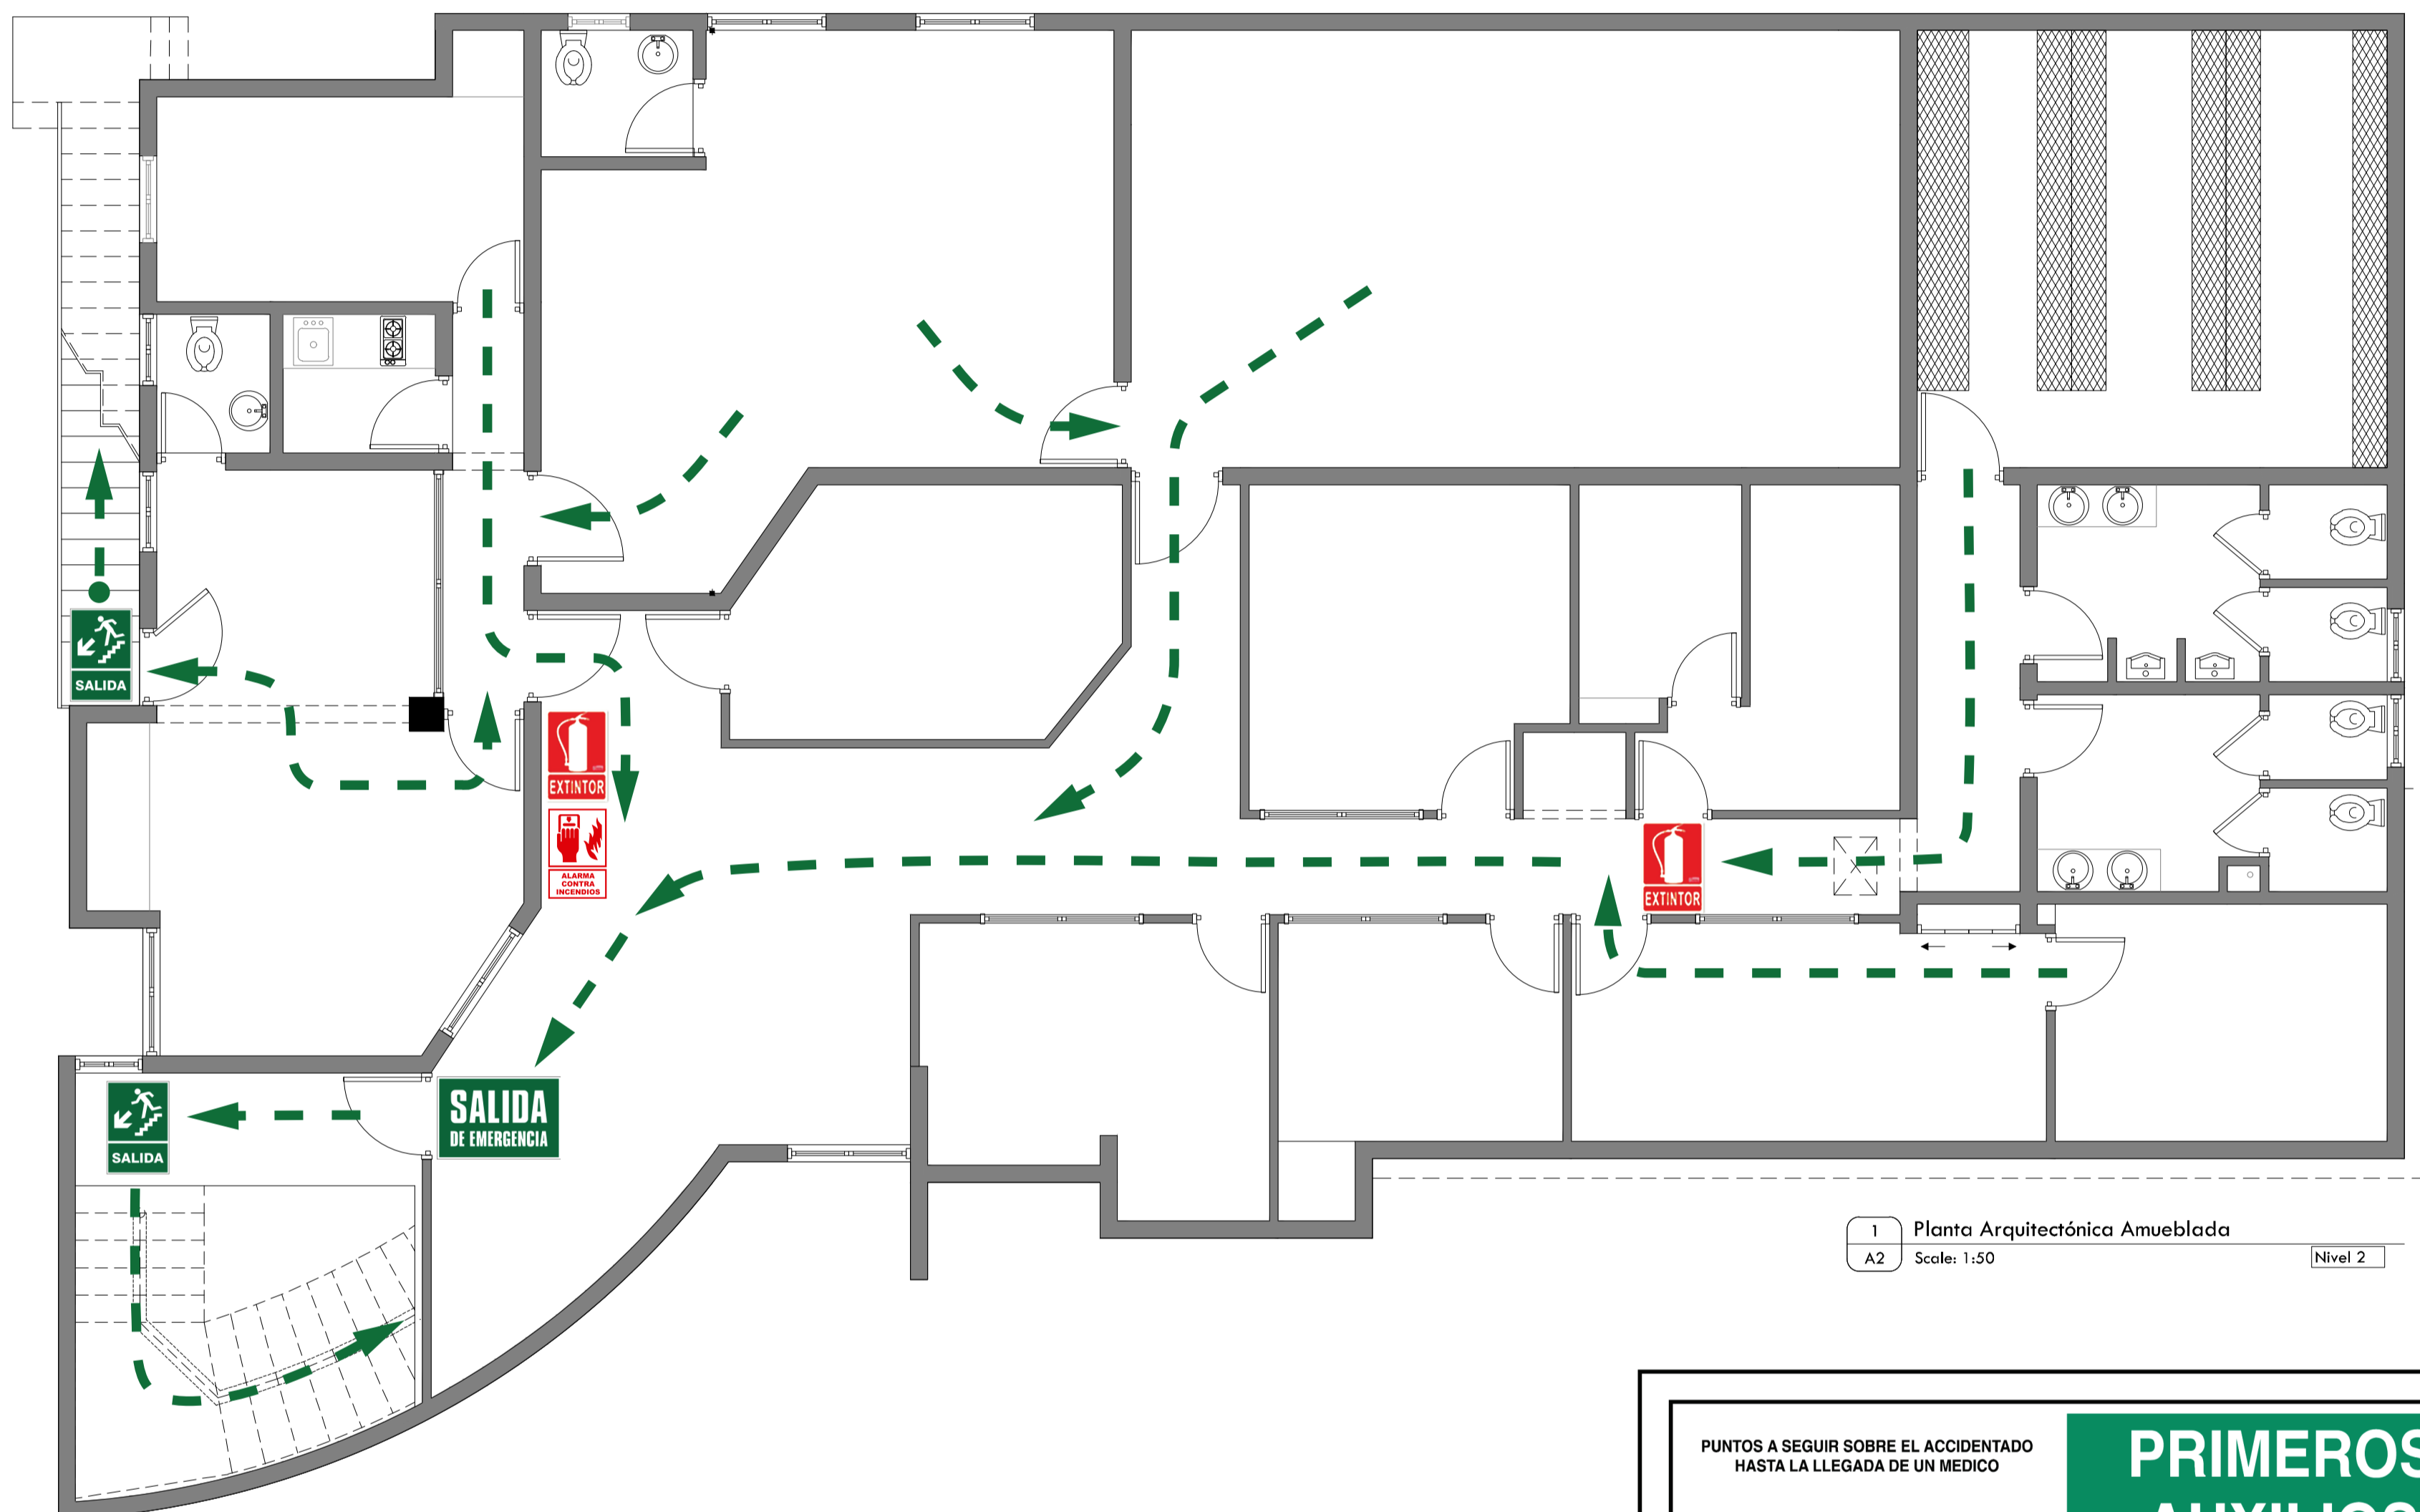 SALIDA
EXTINTOR
ALARMA
CONTRA
INCENDIOS
EXTINTOR
SALIDA
DE EMERGENCIA
SALIDA
1
Planta Arquitectónica Amueblada
A2
Scale: 1:50
Nivel 2
PUNTOS A SEGUIR SOBRE EL ACCIDENTADO
HASTA LA LLEGADA DE UN MEDICO
PRIMEROS